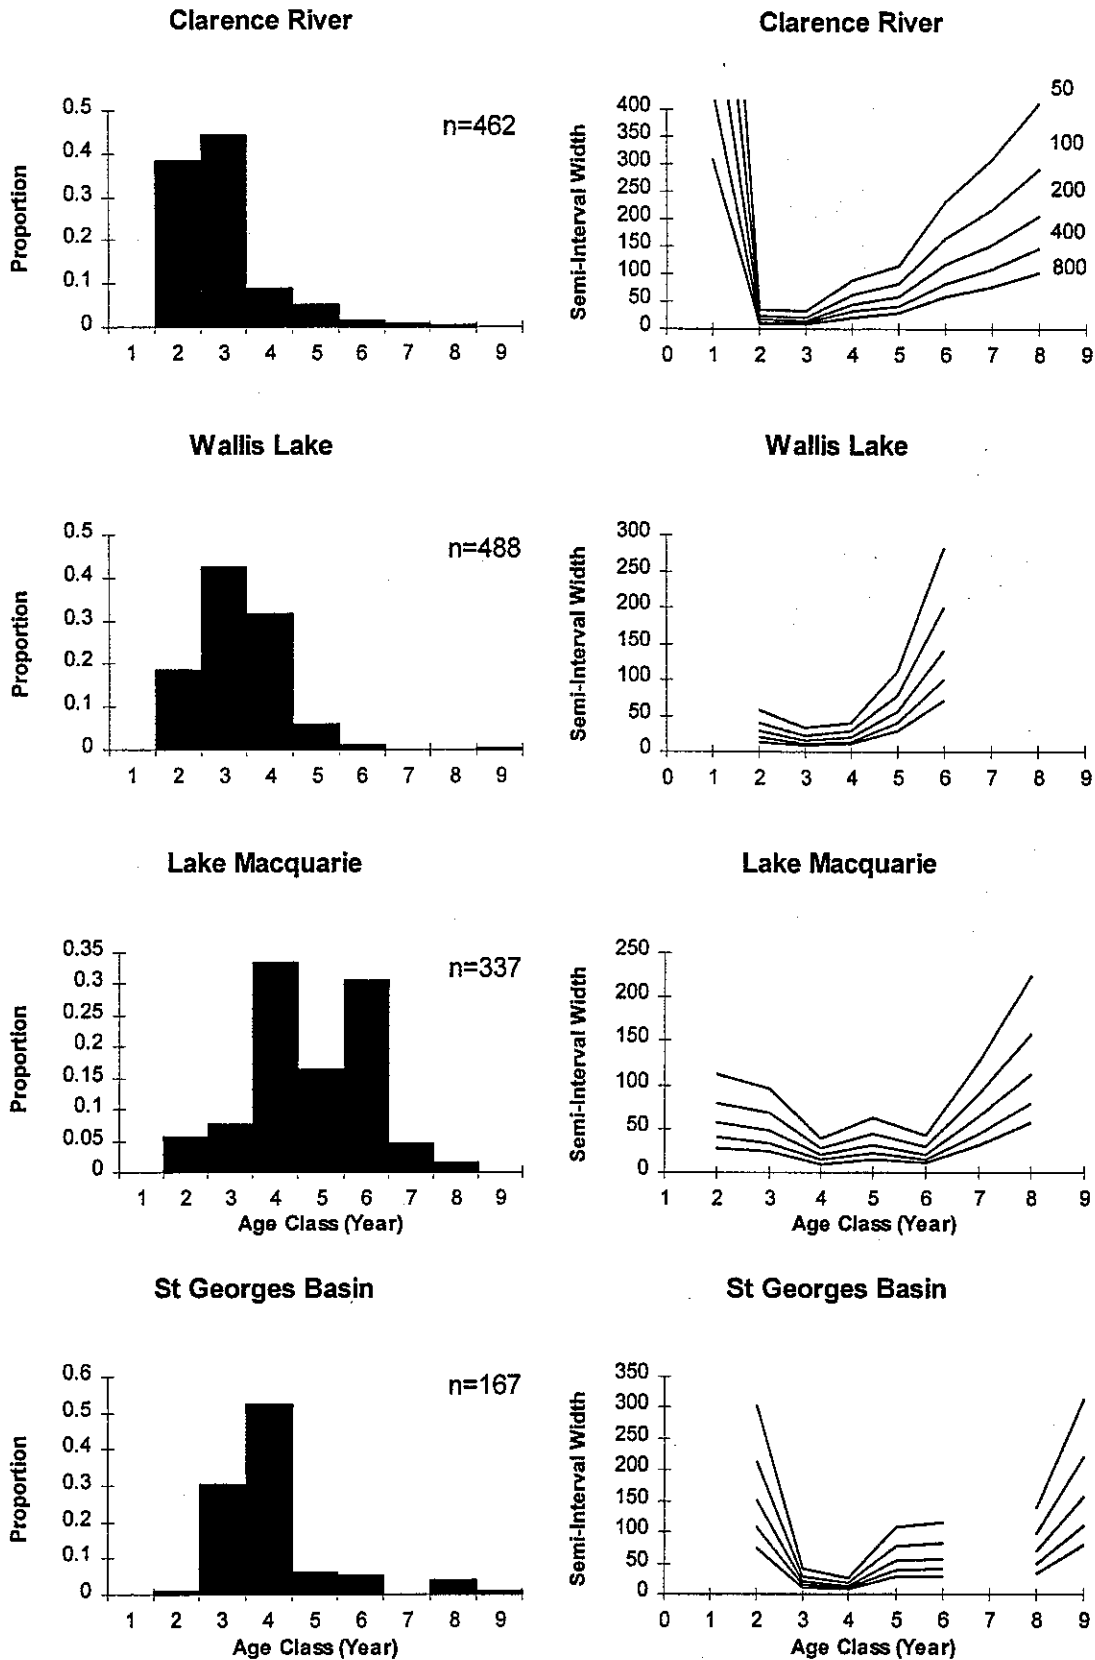 Clarence River
Proportion
0.5
0.4
0.3
0.2
0.1
0
n=462
1 2 3 4 5 6 7 8 9
Clarence River
Semi-Interval Width
400
350
300
250
200
150
100
50
0
50
100
200
400
800
0 1 2 3 4 5 6 7 8 9
Wallis Lake
Proportion
0.5
0.4
0.3
0.2
0.1
0
n=488
1 2 3 4 5 6 7 8 9
Wallis Lake
Semi-Interval Width
300
250
200
150
100
50
0
0 1 2 3 4 5 6 7 8 9
Lake Macquarie
Proportion
0.35
0.3
0.25
0.2
0.15
0.1
0.05
0
n=337
1 2 3 4 5 6 7 8 9
Age Class (Year)
Lake Macquarie
Semi-Interval Width
250
200
150
100
50
0
1 2 3 4 5 6 7 8 9
Age Class (Year)
St Georges Basin
Proportion
0.6
0.5
0.4
0.3
0.2
0.1
0
n=167
1 2 3 4 5 6 7 8 9
Age Class (Year)
St Georges Basin
Semi-Interval Width
350
300
250
200
150
100
50
0
0 1 2 3 4 5 6 7 8 9
Age Class (Year)